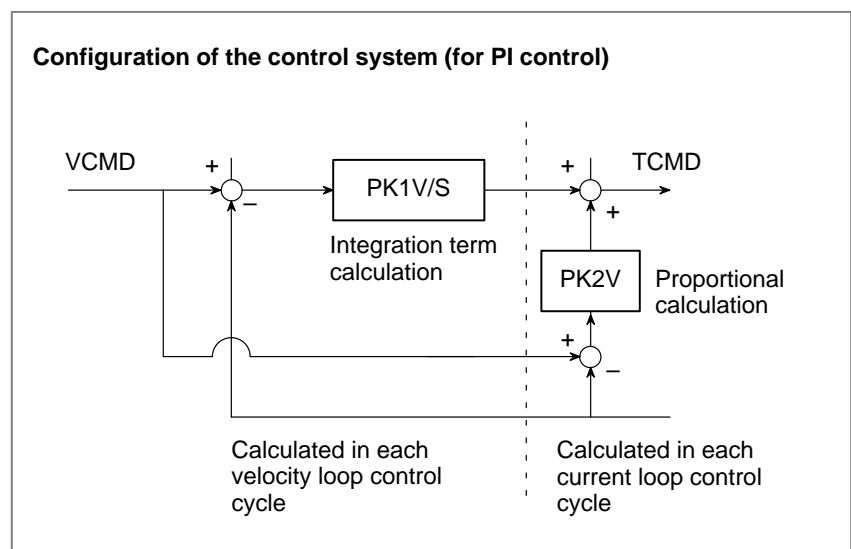 Configuration of the control system (for PI control)
VCMD
+
–
PK1V/S
Integration term
calculation
+
TCMD
+
PK2V
Proportional
calculation
+
–
Calculated in each
velocity loop control
cycle
Calculated in each
current loop control
cycle